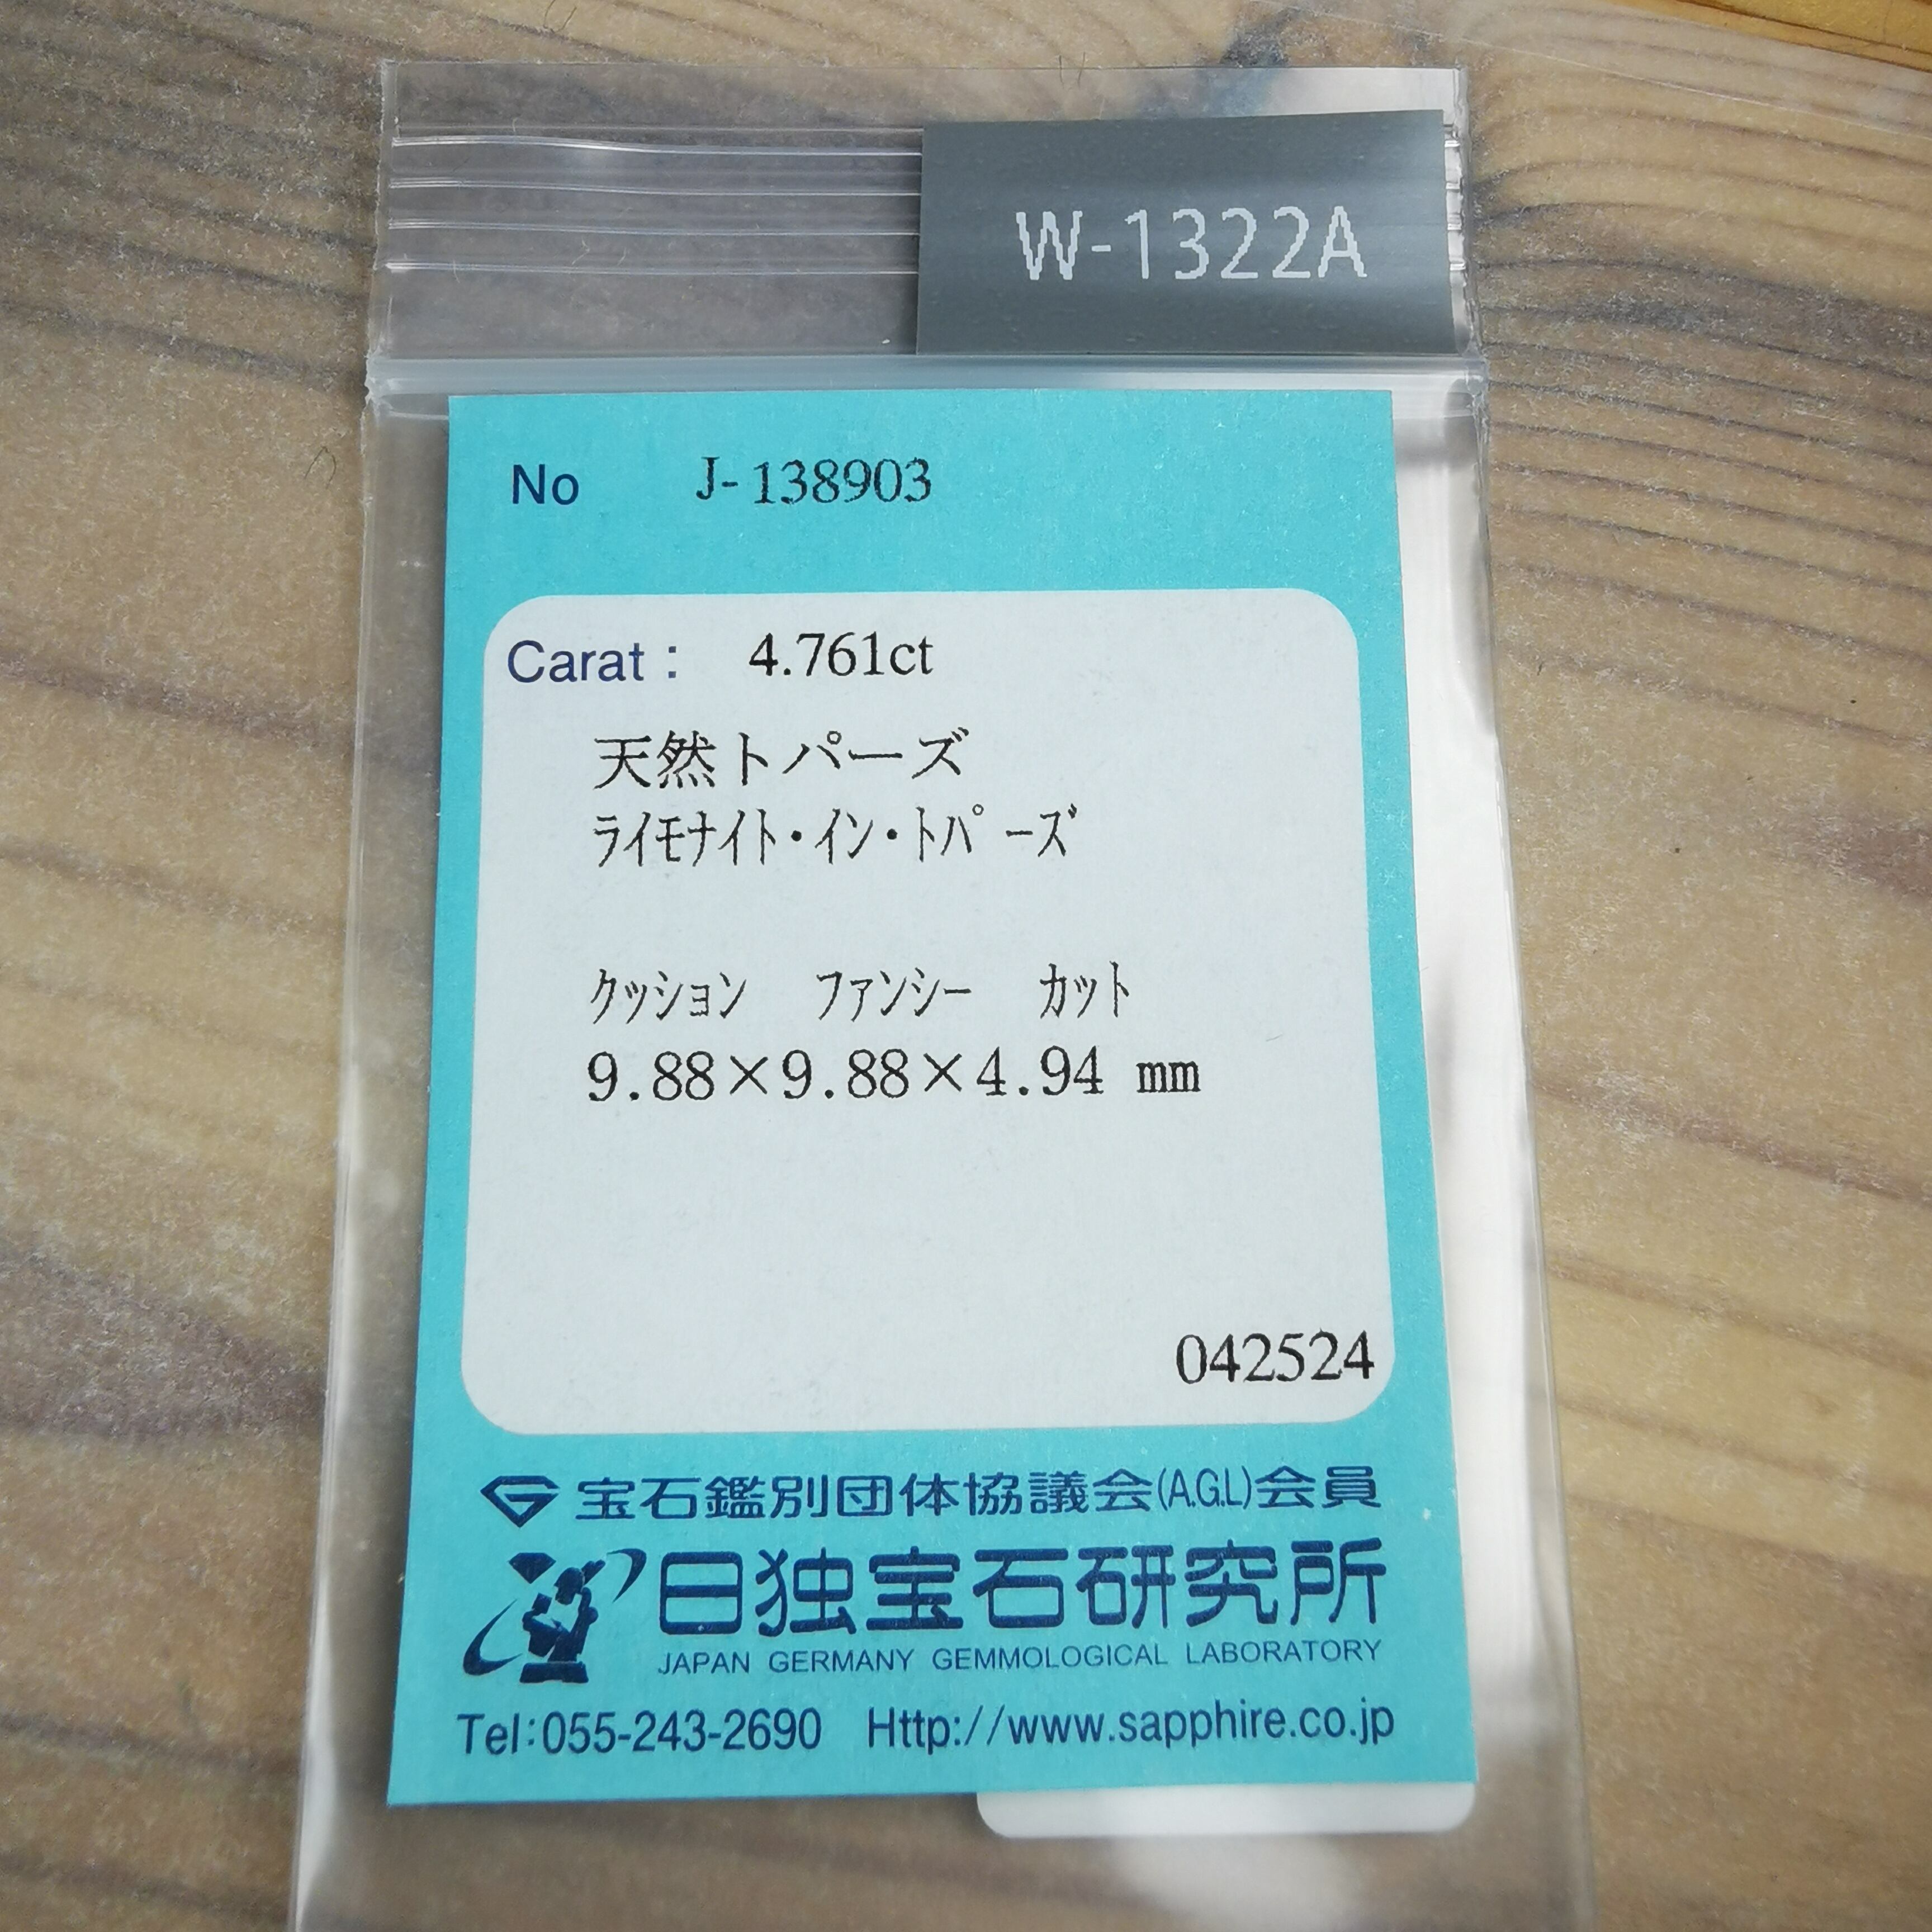 W-1322A
No J-138903
Carat : 4.761ct
天然トパーズ
ﾗｲﾓﾅｲﾄ・ｲﾝ・ﾄﾊﾟｰｽﾞ
ｸｯｼｮﾝ ﾌｧﾝｼｰ ｶｯﾄ
9.88×9.88×4.94 mm
042524
宝石鑑別団体協議会(A.G.L)会員
日独宝石研究所
JAPAN GERMANY GEMMOLOGICAL LABORATORY
Tel:055-243-2690 Http://www.sapphire.co.jp